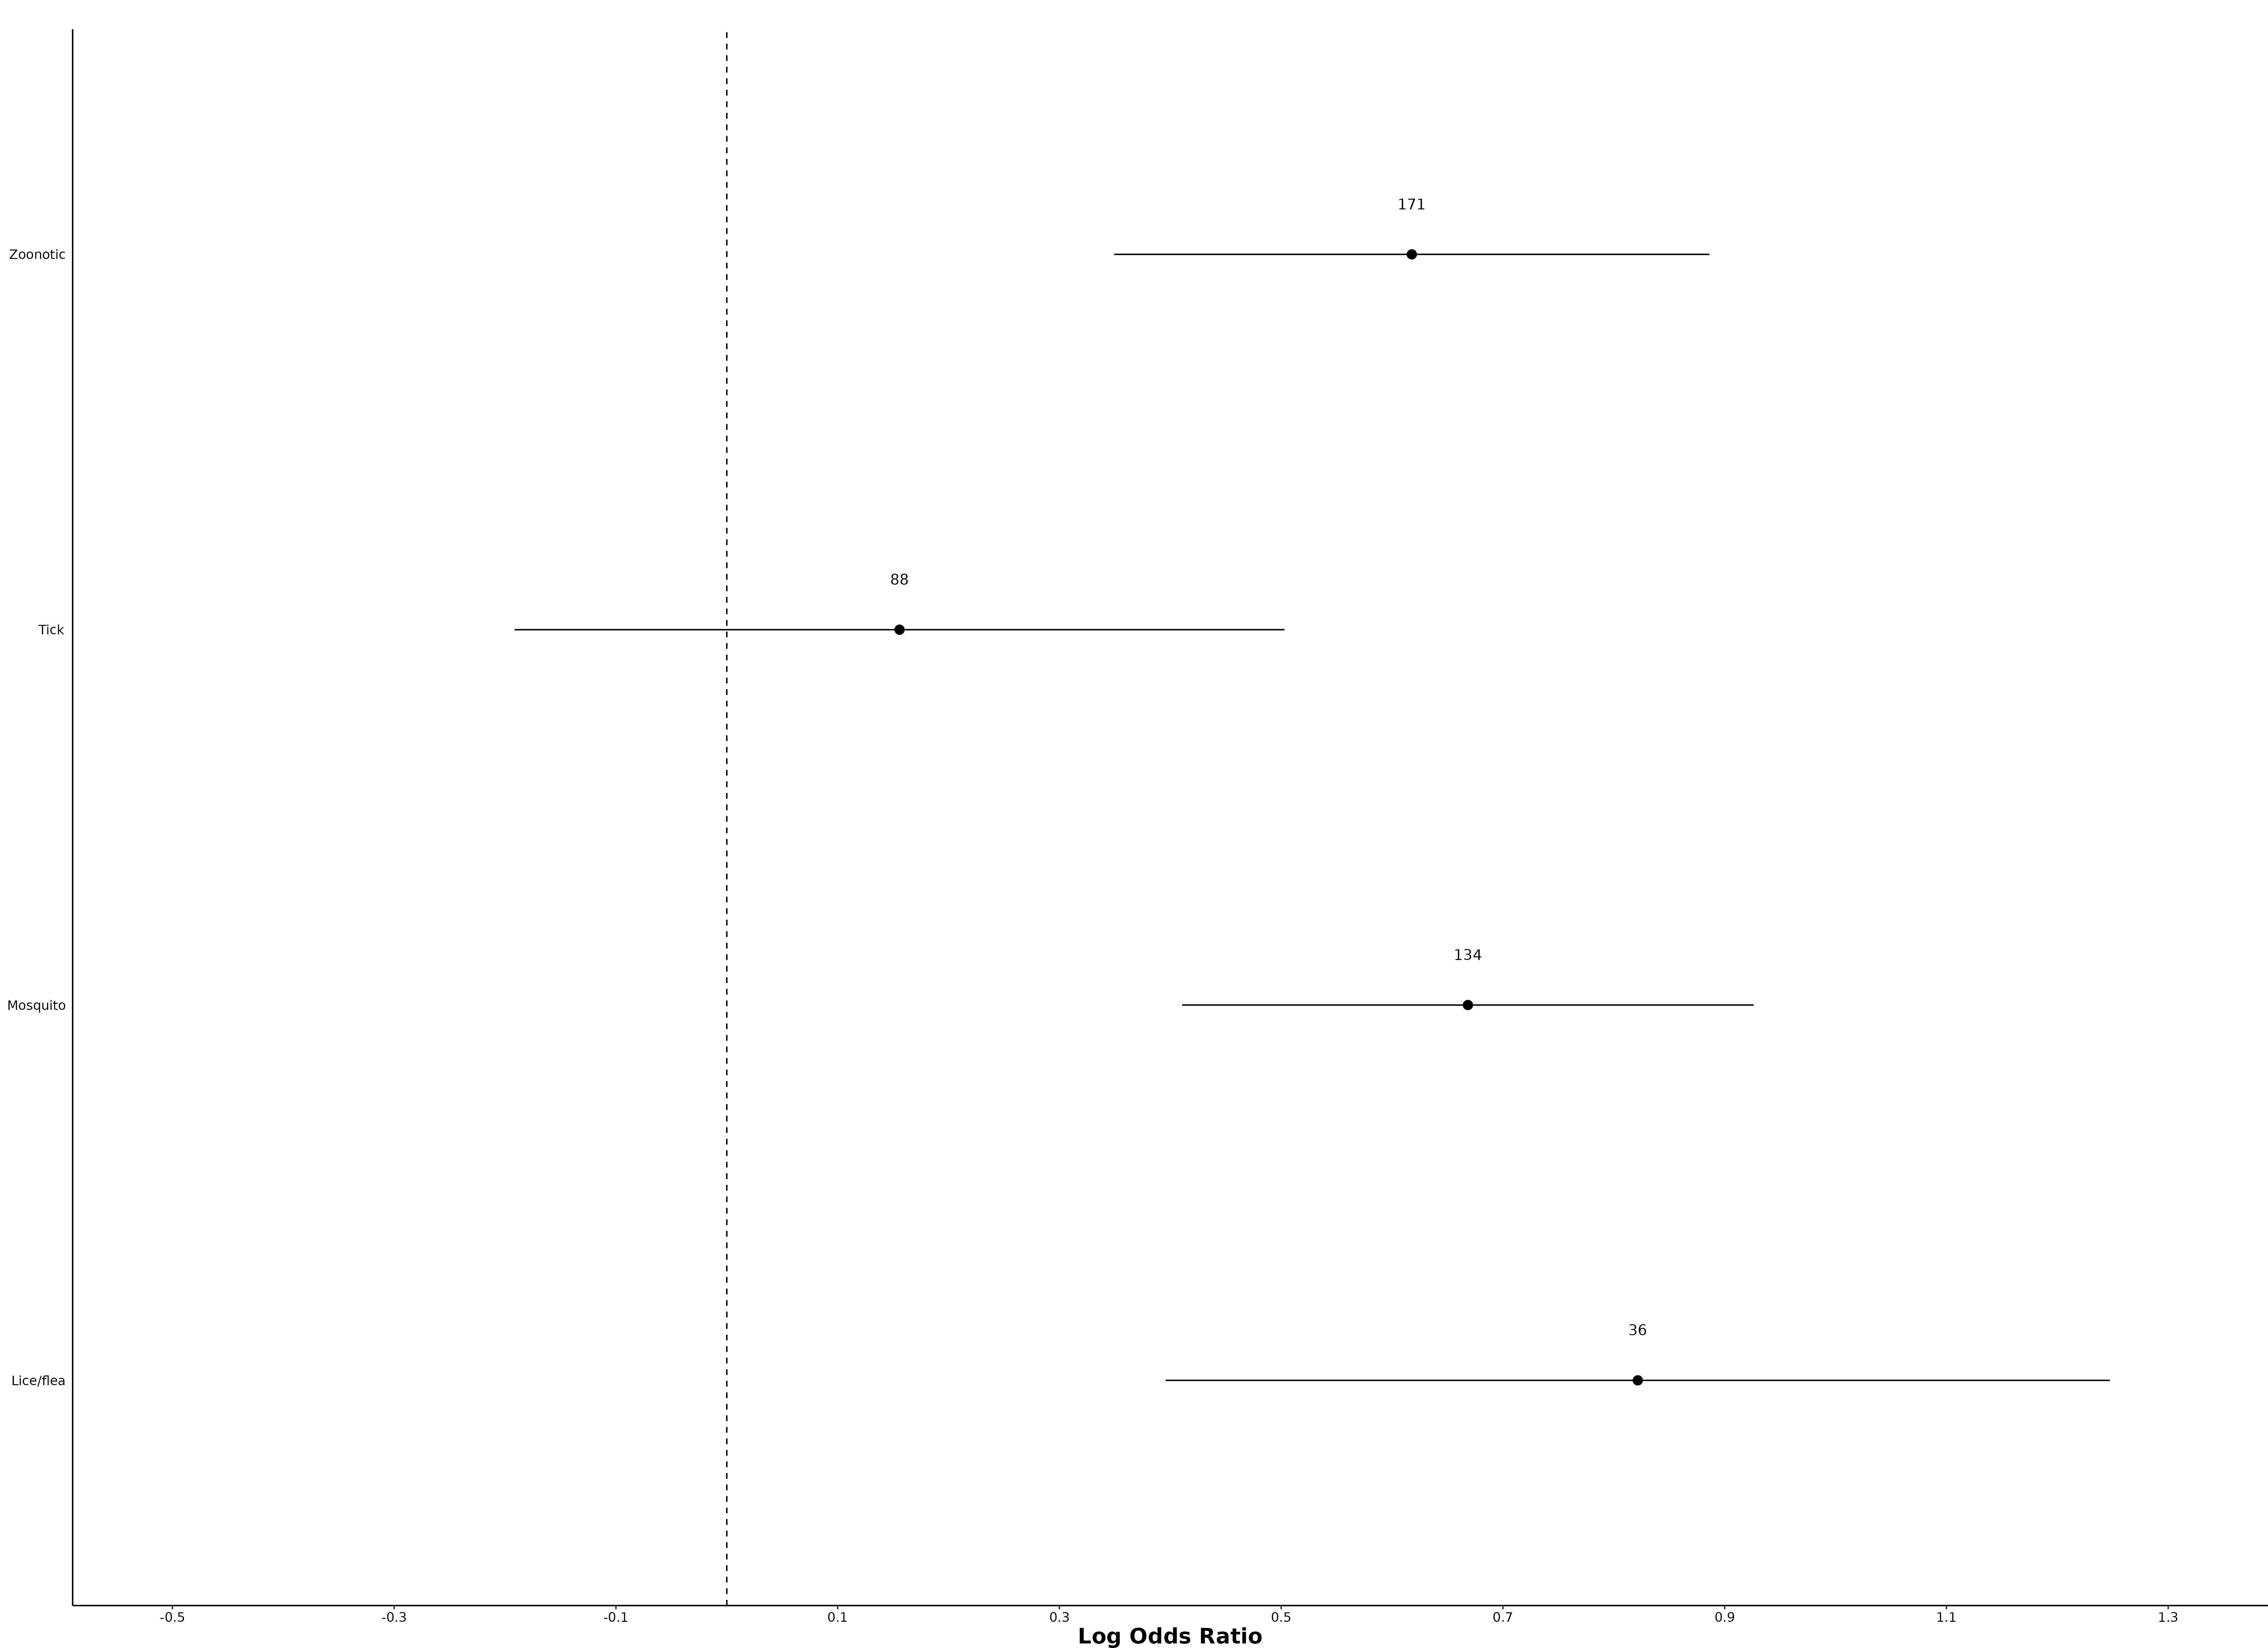 171
Zoonotic
88
Tick
134
Mosquito
36
Lice/flea
-0.5 -0.3 -0.1 0.1 0.3 0.5 0.7 0.9 1.1 1.3
Log Odds Ratio